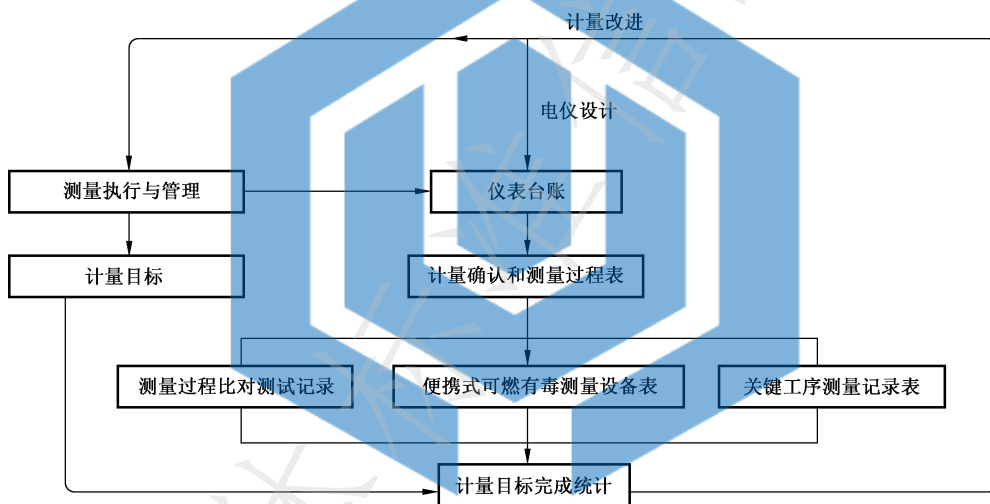 计量改进
电仪设计
测量执行与管理
仪表台账
计量目标
计量确认和测量过程表
测量过程比对测试记录
便携式可燃有毒测量设备表
关键工序测量记录表
计量目标完成统计